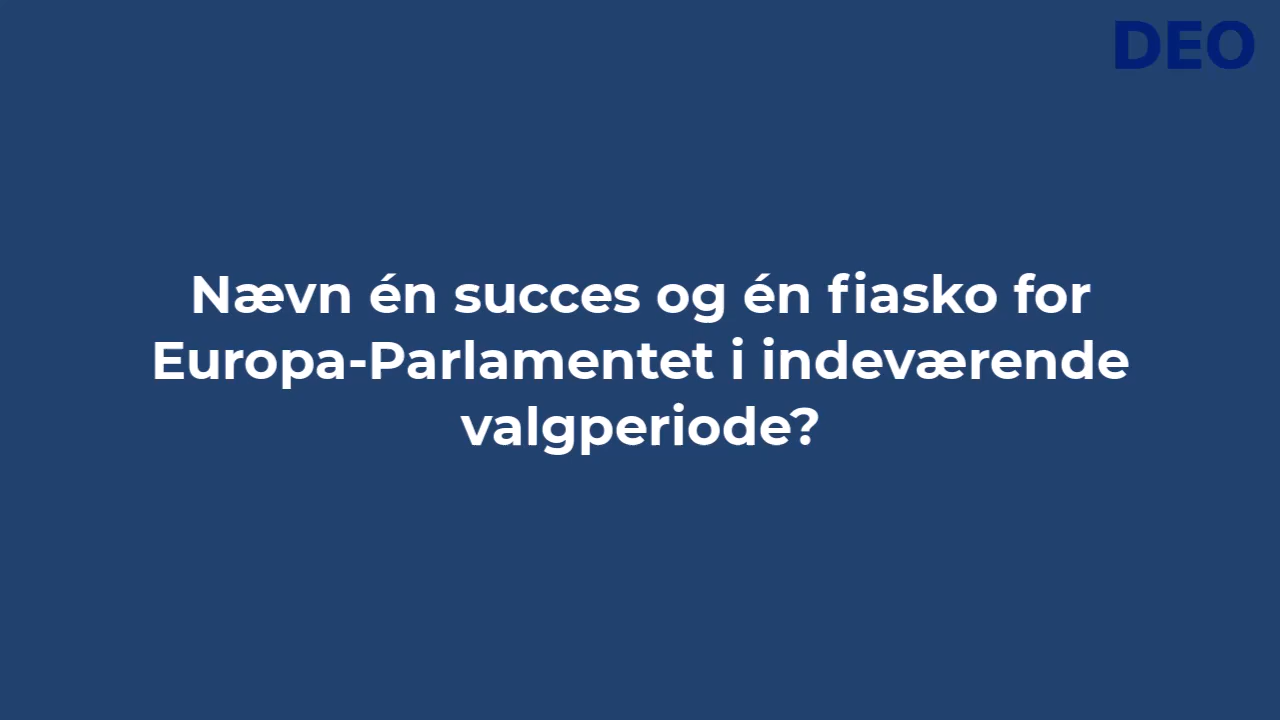 DEO
Nævn én succes og én fiasko for
Europa-Parlamentet i indeværende
valgperiode?